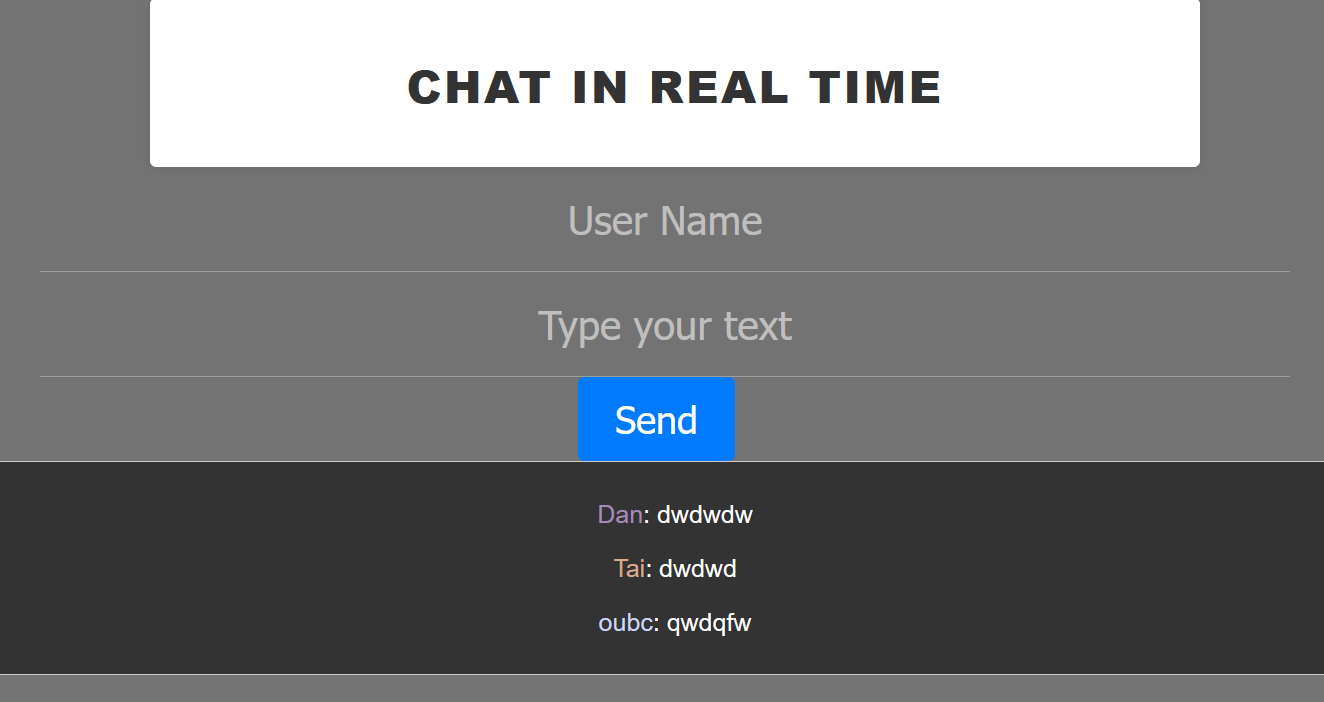 CHAT IN REAL TIME
User Name
Type your text
Send
Dan: dwdwdw
Tai: dwdwd
oubc: qwdqfw